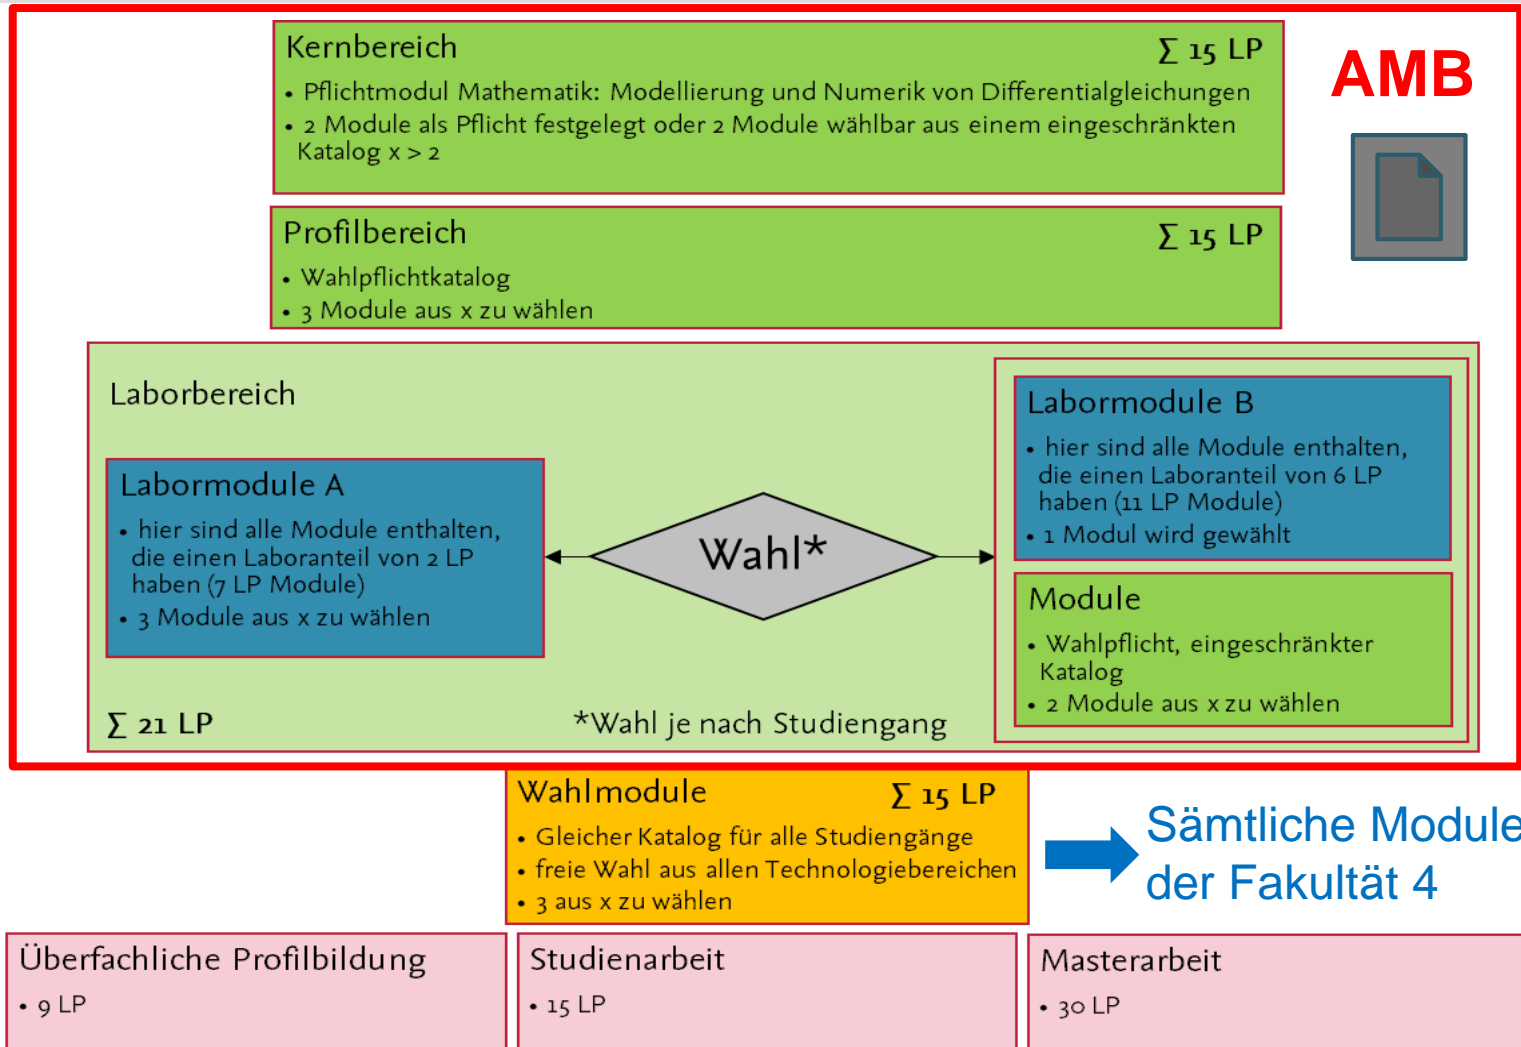 Kernbereich ∑ 15 LP
• Pflichtmodul Mathematik: Modellierung und Numerik von Differentialgleichungen
• 2 Module als Pflicht festgelegt oder 2 Module wählbar aus einem eingeschränkten
Katalog x > 2
AMB
Profilbereich ∑ 15 LP
• Wahlpflichtkatalog
• 3 Module aus x zu wählen
Laborbereich
Labormodule A
• hier sind alle Module enthalten,
die einen Laboranteil von 2 LP
haben (7 LP Module)
• 3 Module aus x zu wählen
Wahl*
Labormodule B
• hier sind alle Module enthalten,
die einen Laboranteil von 6 LP
haben (11 LP Module)
• 1 Modul wird gewählt
Module
• Wahlpflicht, eingeschränkter
Katalog
• 2 Module aus x zu wählen
∑ 21 LP
*Wahl je nach Studiengang
Wahlmodule ∑ 15 LP
• Gleicher Katalog für alle Studiengänge
• freie Wahl aus allen Technologiebereichen
• 3 aus x zu wählen
Sämtliche Module
der Fakultät 4
Überfachliche Profilbildung
• 9 LP
Studienarbeit
• 15 LP
Masterarbeit
• 30 LP